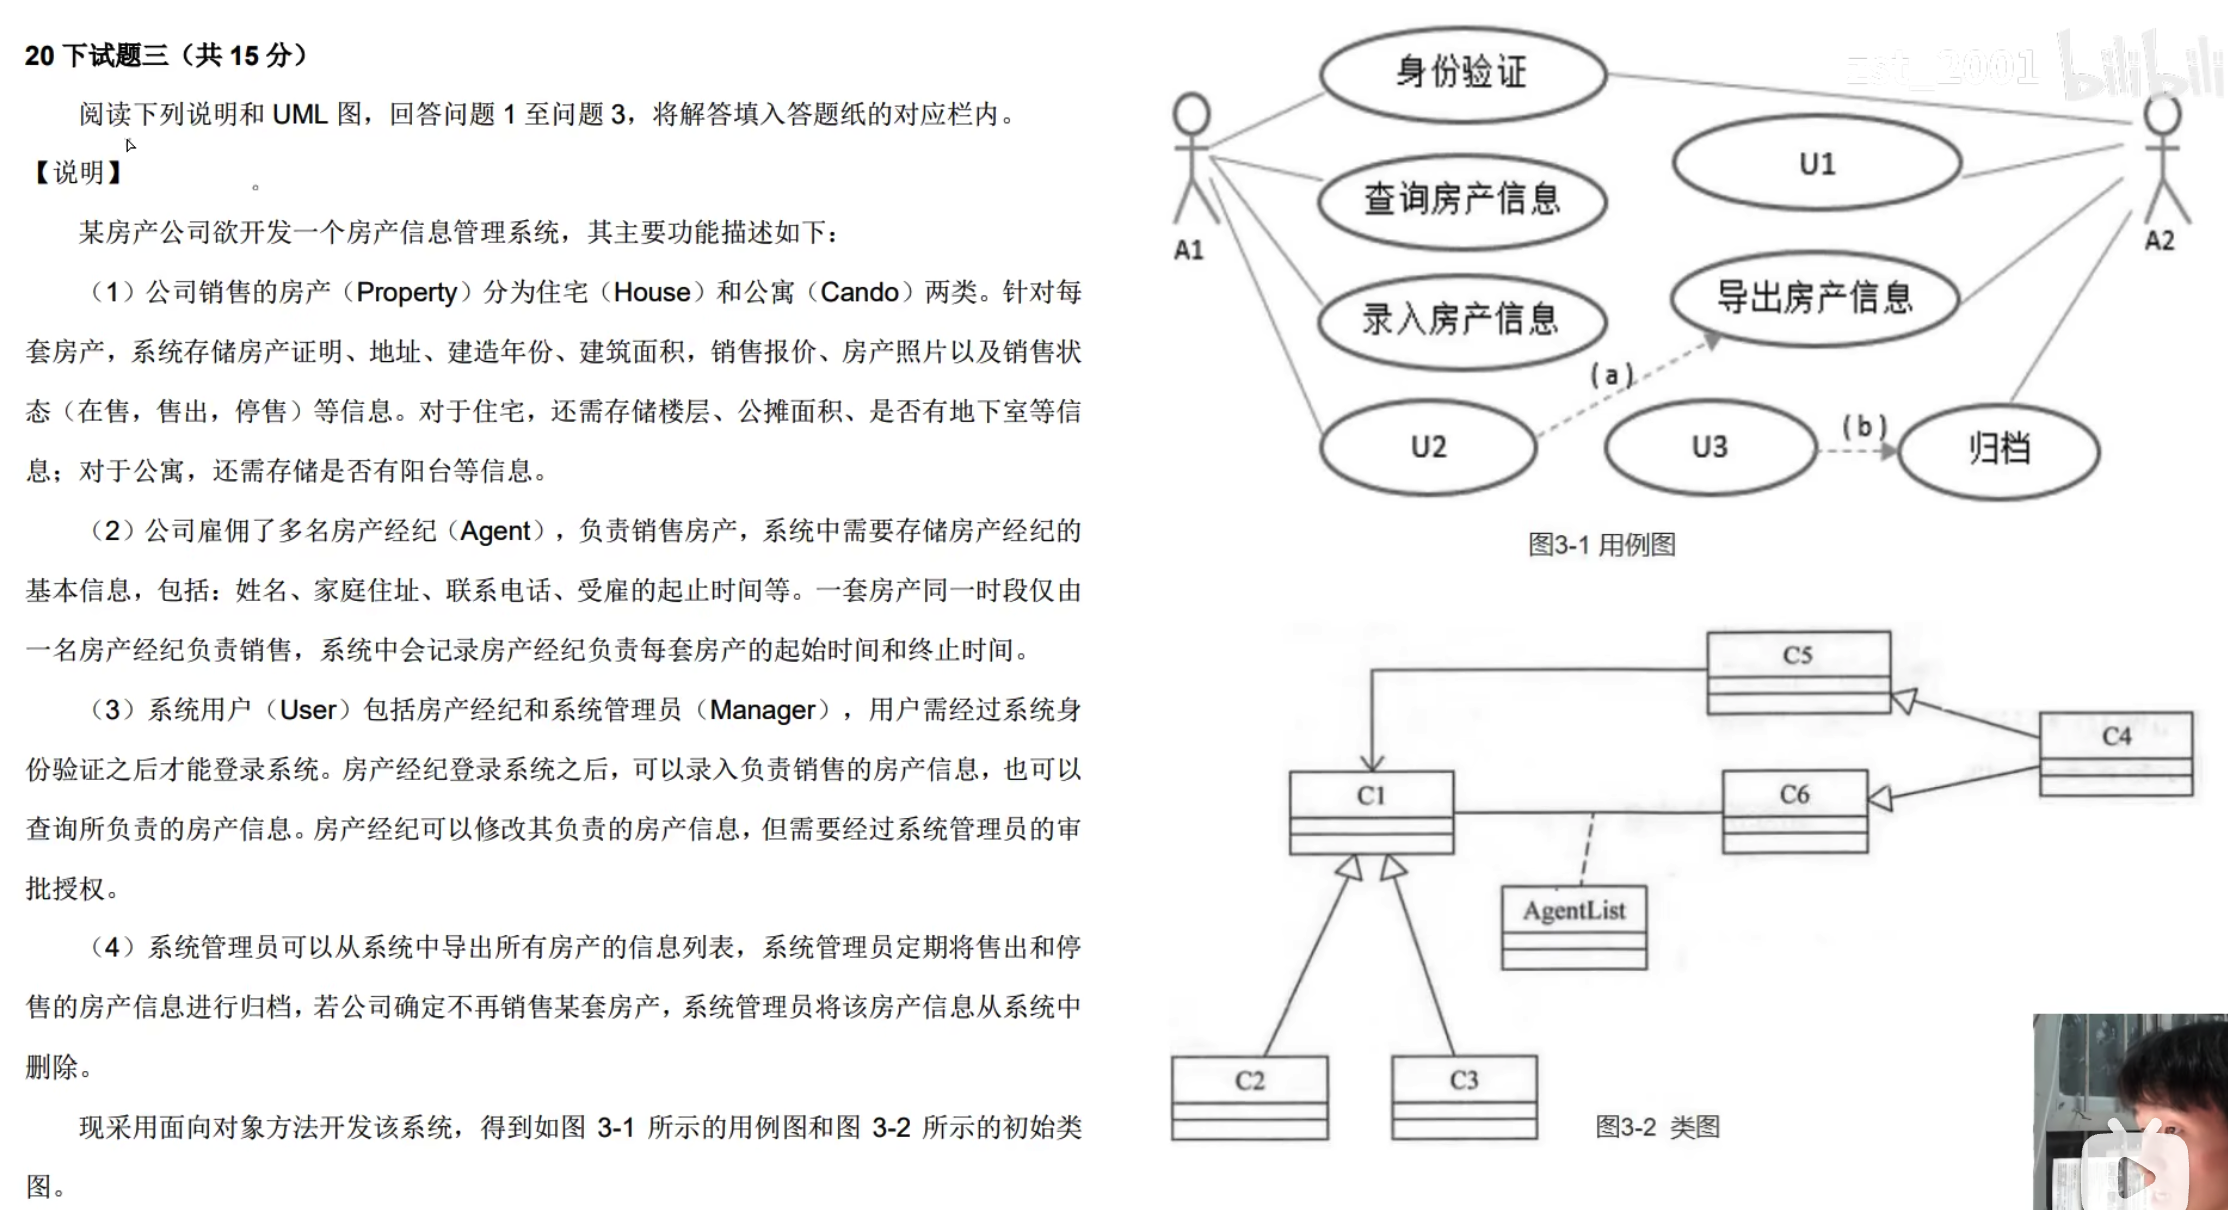 20 下试题三（共 15 分）
阅读下列说明和 UML 图，回答问题 1 至问题 3，将解答填入答题纸的对应栏内。
【说明】
某房产公司欲开发一个房产信息管理系统，其主要功能描述如下：
（1）公司销售的房产（Property）分为住宅（House）和公寓（Cando）两类。针对每
套房产，系统存储房产证明、地址、建造年份、建筑面积，销售报价、房产照片以及销售状
态（在售，售出，停售）等信息。对于住宅，还需存储楼层、公摊面积、是否有地下室等信
息；对于公寓，还需存储是否有阳台等信息。
（2）公司雇佣了多名房产经纪（Agent），负责销售房产，系统中需要存储房产经纪的
基本信息，包括：姓名、家庭住址、联系电话、受雇的起止时间等。一套房产同一时段仅由
一名房产经纪负责销售，系统中会记录房产经纪负责每套房产的起始时间和终止时间。
（3）系统用户（User）包括房产经纪和系统管理员（Manager），用户需经过系统身
份验证之后才能登录系统。房产经纪登录系统之后，可以录入负责销售的房产信息，也可以
查询所负责的房产信息。房产经纪可以修改其负责的房产信息，但需要经过系统管理员的审
批授权。
（4）系统管理员可以从系统中导出所有房产的信息列表，系统管理员定期将售出和停
售的房产信息进行归档，若公司确定不再销售某套房产，系统管理员将该房产信息从系统中
删除。
现采用面向对象方法开发该系统，得到如图 3-1 所示的用例图和图 3-2 所示的初始类
图。
zst_2001 bilibili
身份验证
U1
查询房产信息
A1
A2
导出房产信息
录入房产信息
(a)
U2
U3
(b)
归档
图3-1 用例图
C5
C4
C1
C6
AgentList
C2
C3
图3-2 类图